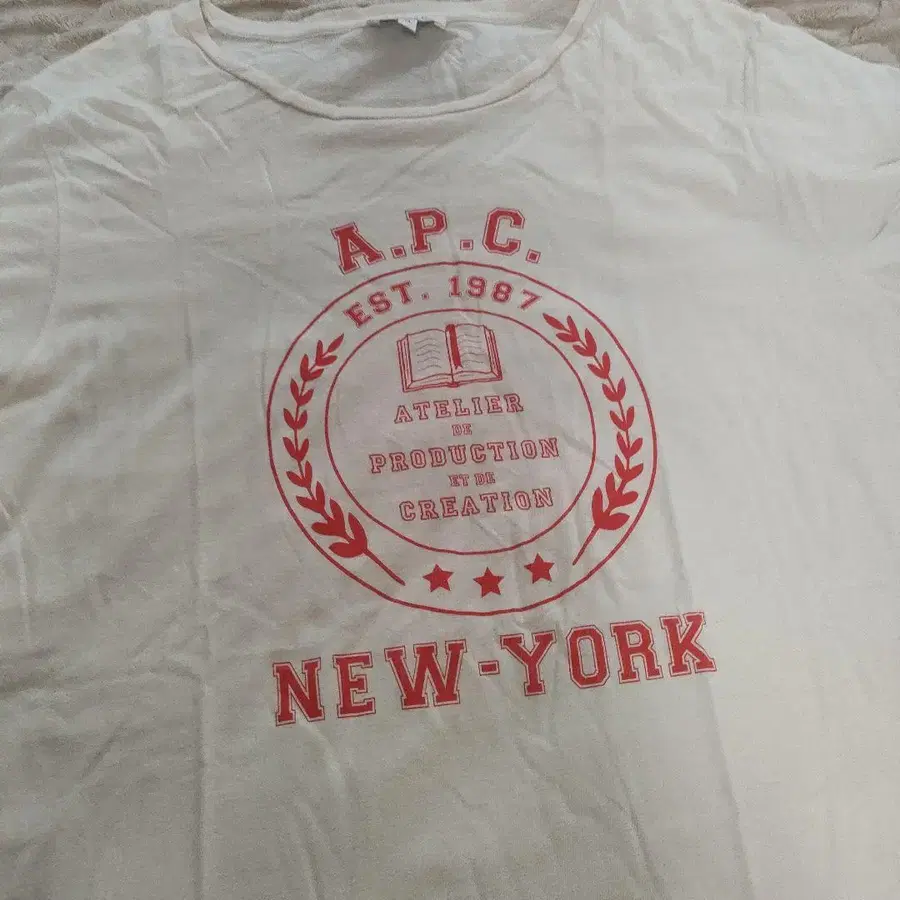 A.P.C.
EST. 1987
ATELIER
DE
PRODUCTION
ET DE
CREATION
NEW-YORK